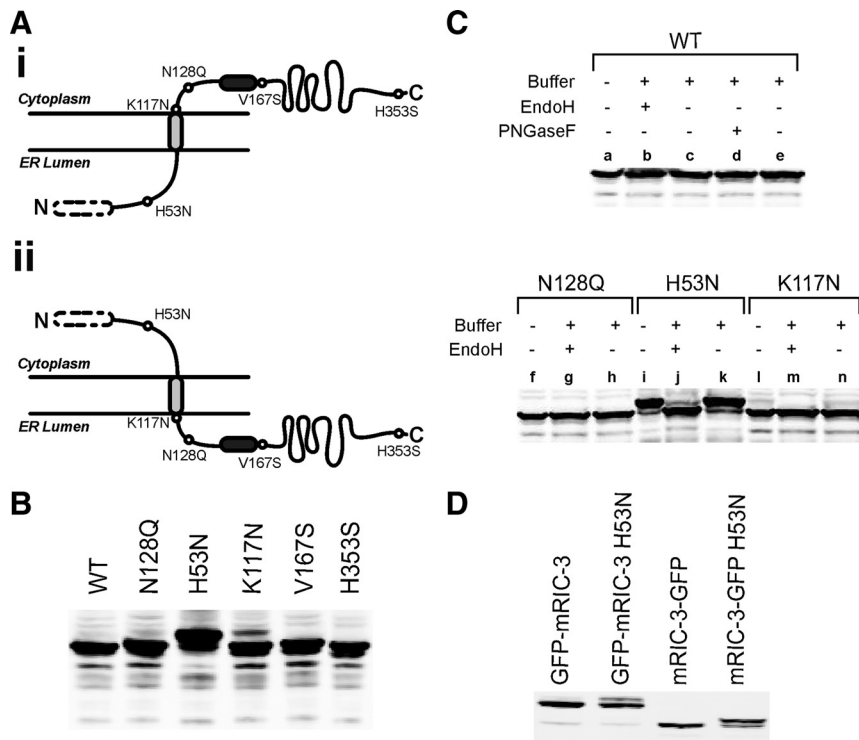 A
i
N128Q
Cytoplasm
K117N
V167S
C
H353S
ER Lumen
N
H53N
ii
N
H53N
Cytoplasm
ER Lumen
K117N
N128Q
V167S
C
H353S
B
WT
N128Q
H53N
K117N
V167S
H353S
C
WT
Buffer - + + + +
EndoH - + - - -
PNGaseF - - - + -
a b c d e
N128Q H53N K117N
Buffer - + + - + + - + +
EndoH - + - - + - - + -
f g h i j k l m n
D
GFP-mRIC-3
GFP-mRIC-3 H53N
mRIC-3-GFP
mRIC-3-GFP H53N